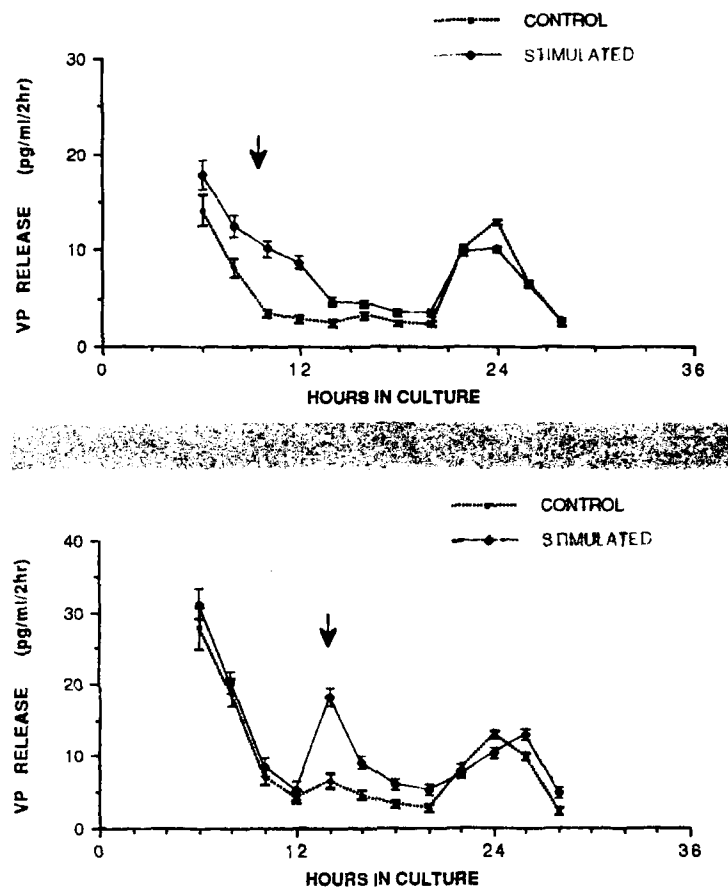 CONTROL
STIMULATED
30
20
10
0
VP RELEASE (pg/ml/2hr)
0 12 24 36
HOURS IN CULTURE
CONTROL
STIMULATED
40
30
20
10
0
VP RELEASE (pg/ml/2hr)
0 12 24 36
HOURS IN CULTURE